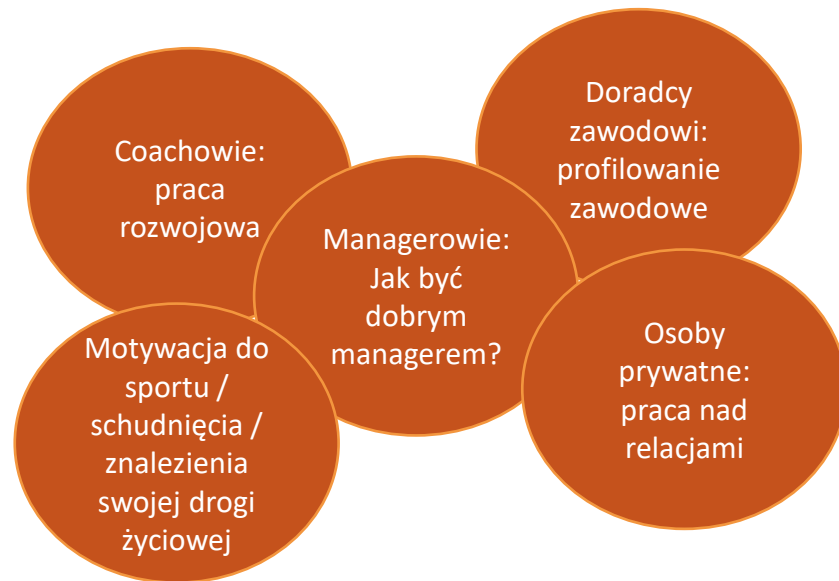 Coachowie:
praca
rozwojowa
Doradcy
zawodowi:
profilowanie
zawodowe
Managerowie:
Jak być
dobrym
managerem?
Motywacja do
sportu /
schudnięcia /
znalezienia
swojej drogi
życiowej
Osoby
prywatne:
praca nad
relacjami